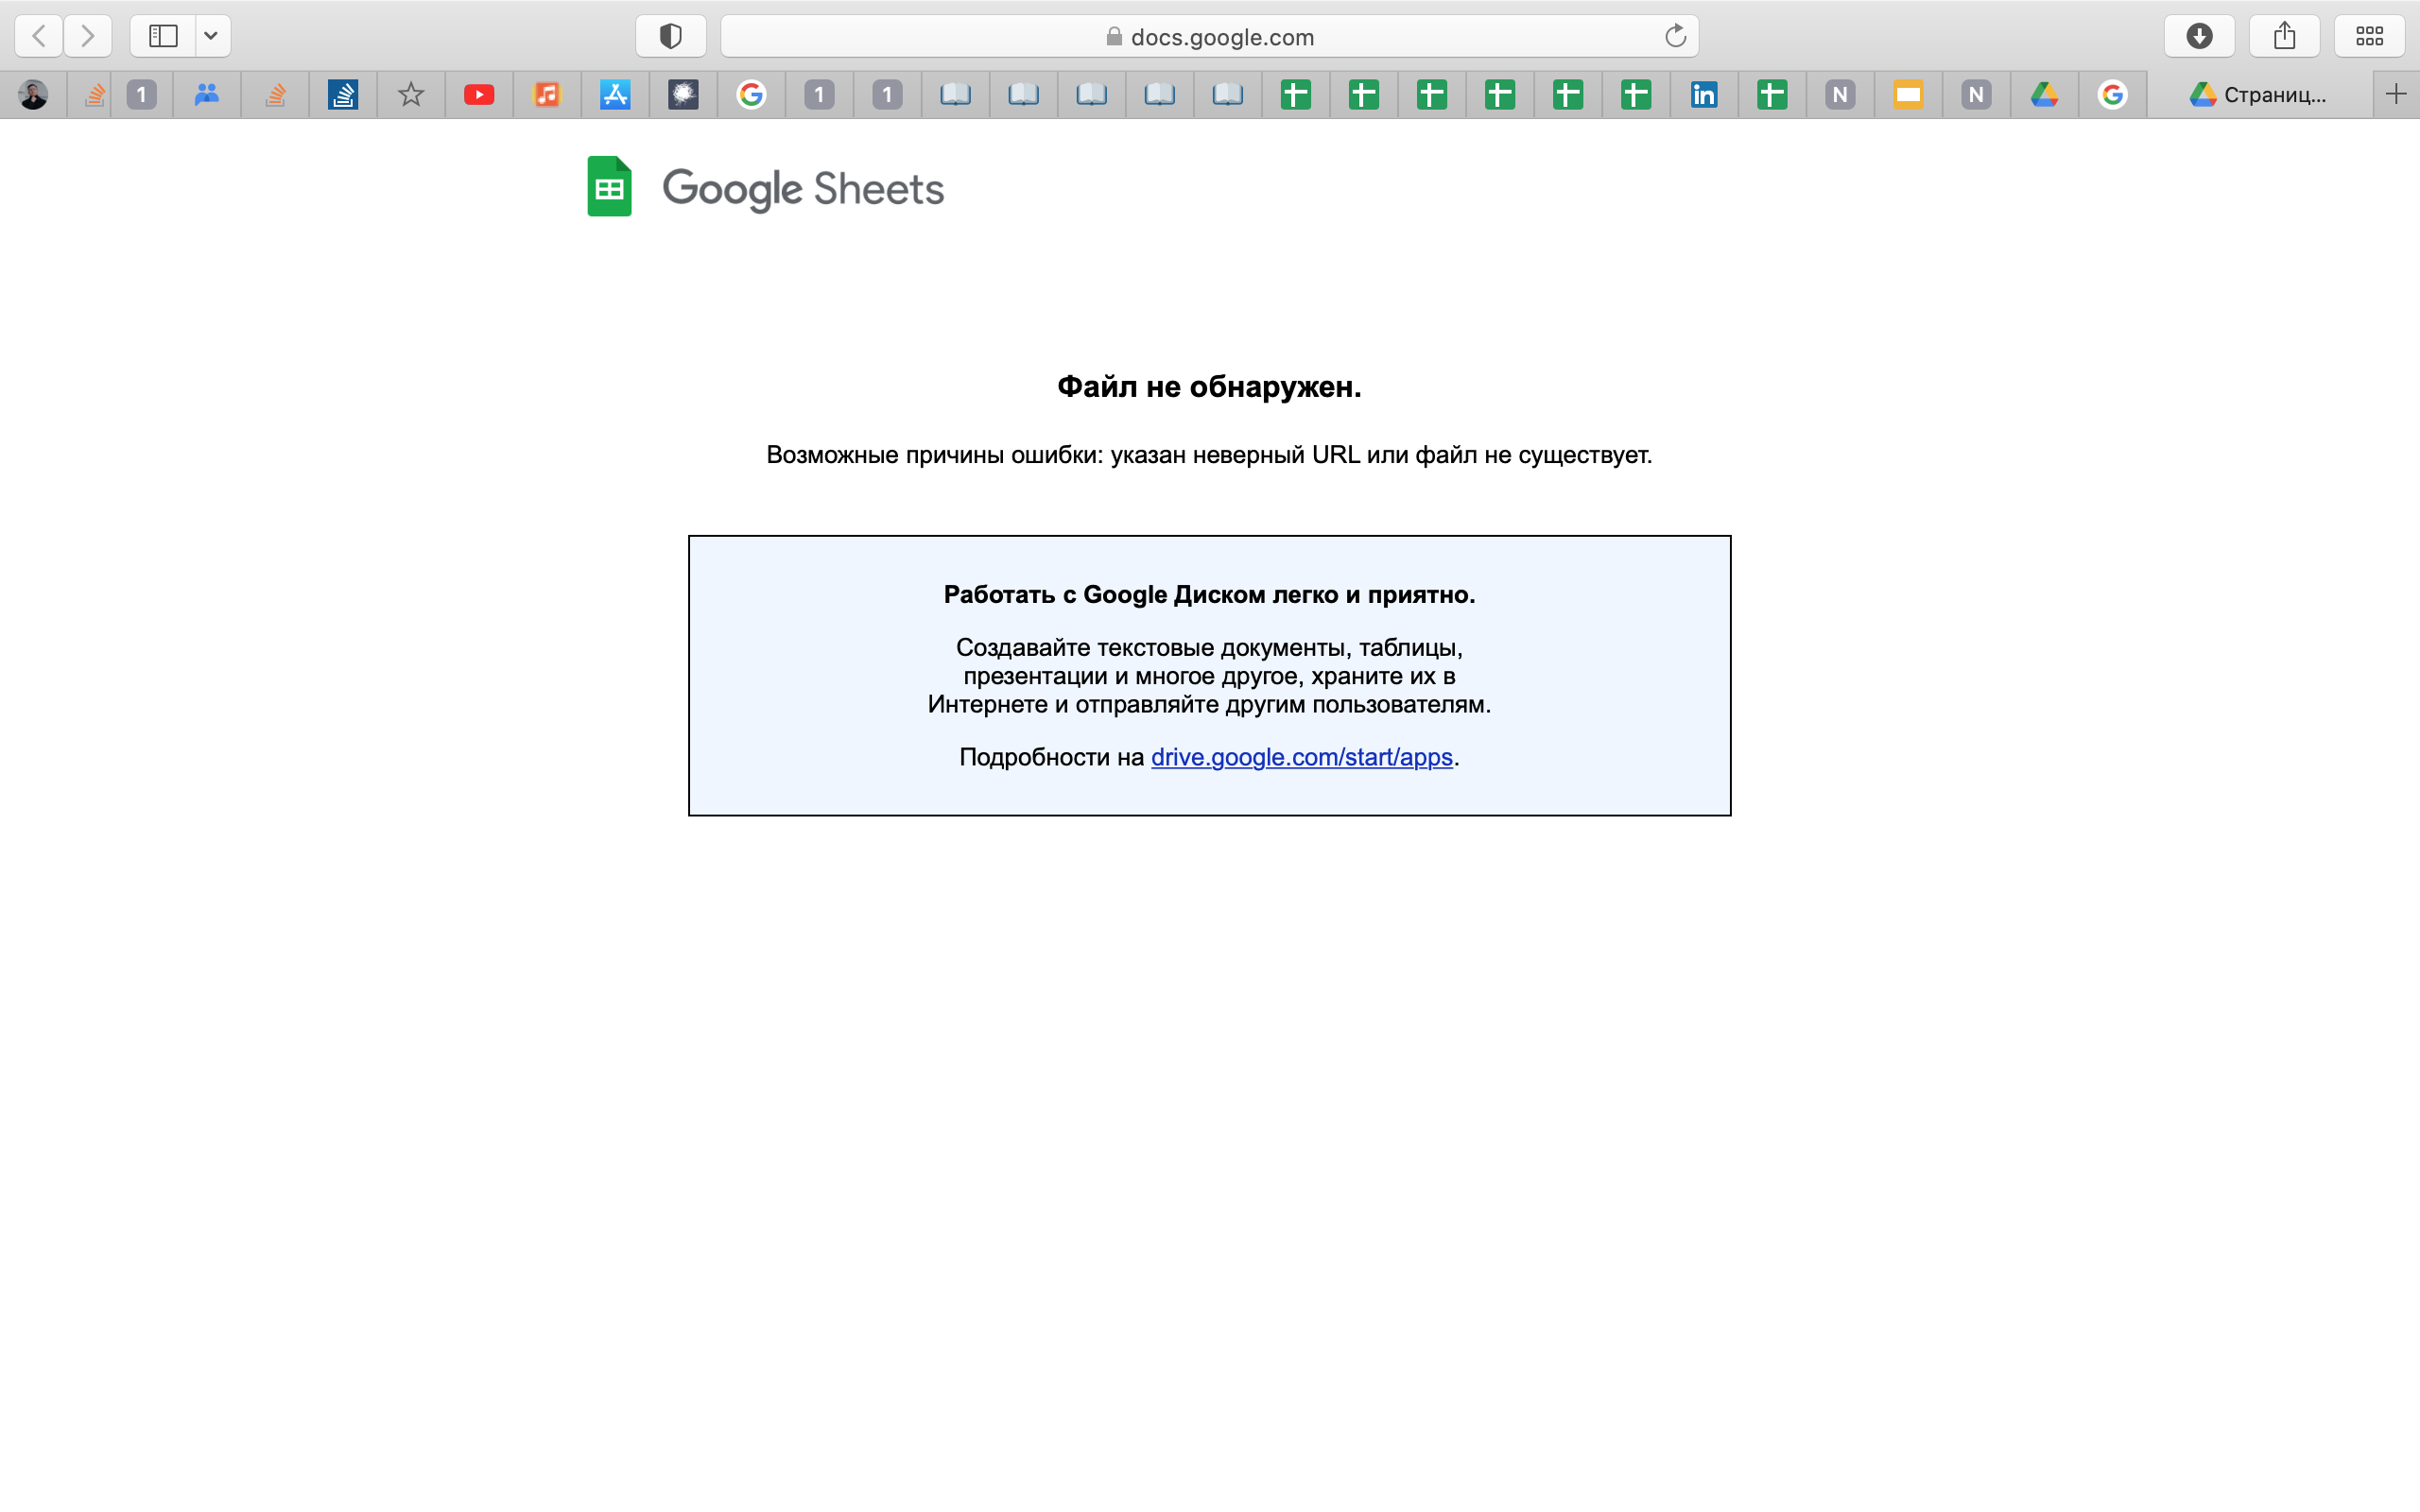 docs.google.com
1
1
1
in
N
N
Страниц...
Google Sheets
Файл не обнаружен.
Возможные причины ошибки: указан неверный URL или файл не существует.
Работать с Google Диском легко и приятно.
Создавайте текстовые документы, таблицы,
презентации и многое другое, храните их в
Интернете и отправляйте другим пользователям.
Подробности на drive.google.com/start/apps.